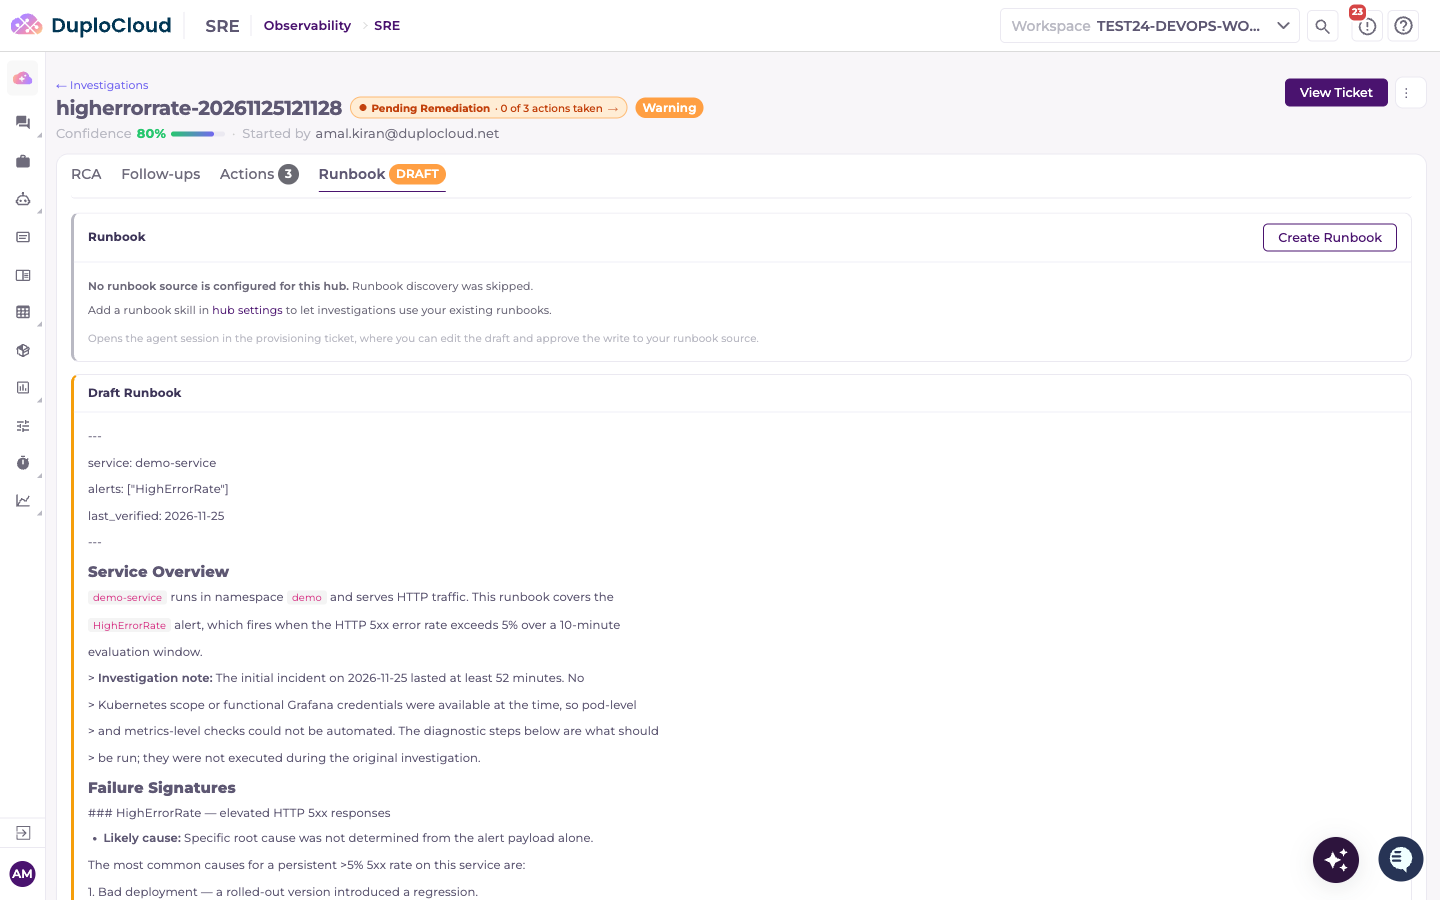 DuploCloud
SRE
Observability > SRE
Workspace TEST24-DEVOPS-WO...
23
← Investigations
higherrorrate-20261125121128
Pending Remediation · 0 of 3 actions taken →
Warning
View Ticket
Confidence 80% · Started by amal.kiran@duplocloud.net
RCA
Follow-ups
Actions 3
Runbook DRAFT
Runbook
Create Runbook
No runbook source is configured for this hub. Runbook discovery was skipped.
Add a runbook skill in hub settings to let investigations use your existing runbooks.
Opens the agent session in the provisioning ticket, where you can edit the draft and approve the write to your runbook source.
Draft Runbook
---
service: demo-service
alerts: ["HighErrorRate"]
last_verified: 2026-11-25
---
Service Overview
demo-service runs in namespace demo and serves HTTP traffic. This runbook covers the
HighErrorRate alert, which fires when the HTTP 5xx error rate exceeds 5% over a 10-minute
evaluation window.
> Investigation note: The initial incident on 2026-11-25 lasted at least 52 minutes. No
> Kubernetes scope or functional Grafana credentials were available at the time, so pod-level
> and metrics-level checks could not be automated. The diagnostic steps below are what should
> be run; they were not executed during the original investigation.
Failure Signatures
### HighErrorRate — elevated HTTP 5xx responses
• Likely cause: Specific root cause was not determined from the alert payload alone.
The most common causes for a persistent >5% 5xx rate on this service are:
1. Bad deployment — a rolled-out version introduced a regression.
AM